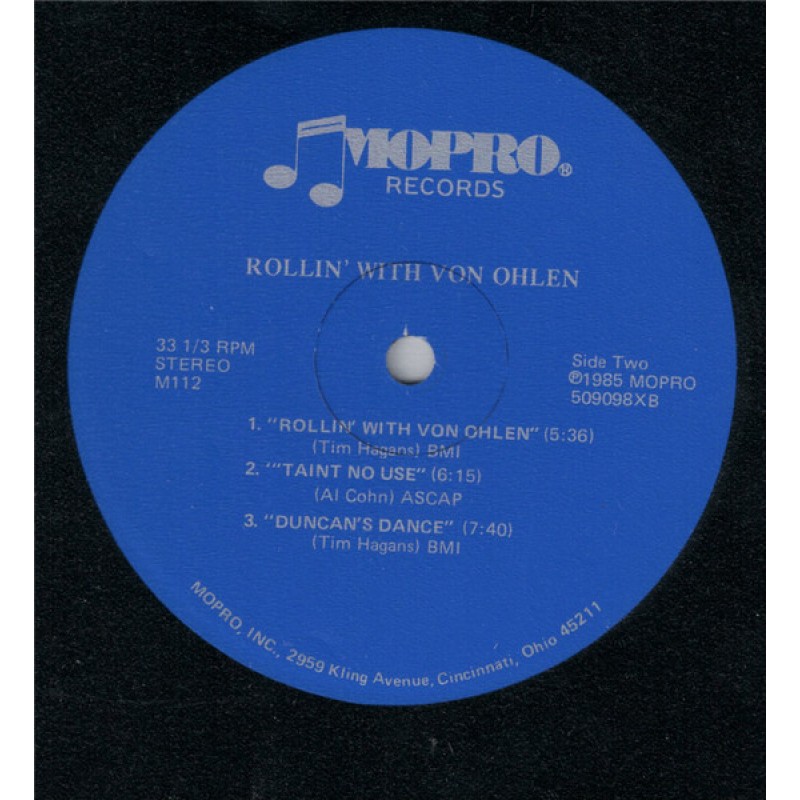 MOPRO®
RECORDS
ROLLIN' WITH VON OHLEN
33 1/3 RPM
STEREO
M112
Side Two
℗1985 MOPRO
509098XB
1. "ROLLIN' WITH VON OHLEN" (5:36)
(Tim Hagans) BMI
2. "'TAINT NO USE" (6:15)
(Al Cohn) ASCAP
3. "DUNCAN'S DANCE" (7:40)
(Tim Hagans) BMI
MOPRO, INC., 2959 Kling Avenue, Cincinnati, Ohio 45211